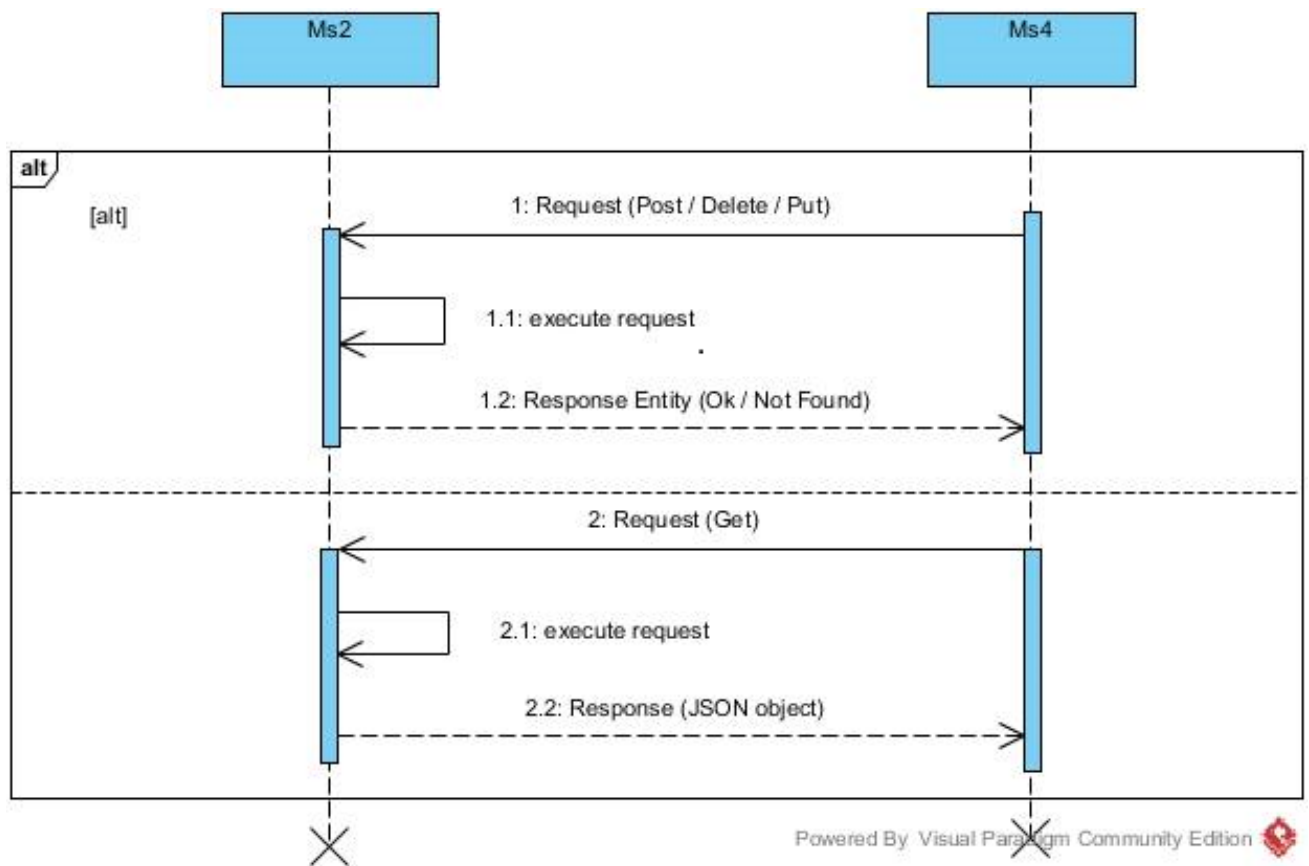 Ms2
Ms4
alt
[alt]
1: Request (Post / Delete / Put)
1.1: execute request
1.2: Response Entity (Ok / Not Found)
2: Request (Get)
2.1: execute request
2.2: Response (JSON object)
Powered By Visual Paradigm Community Edition